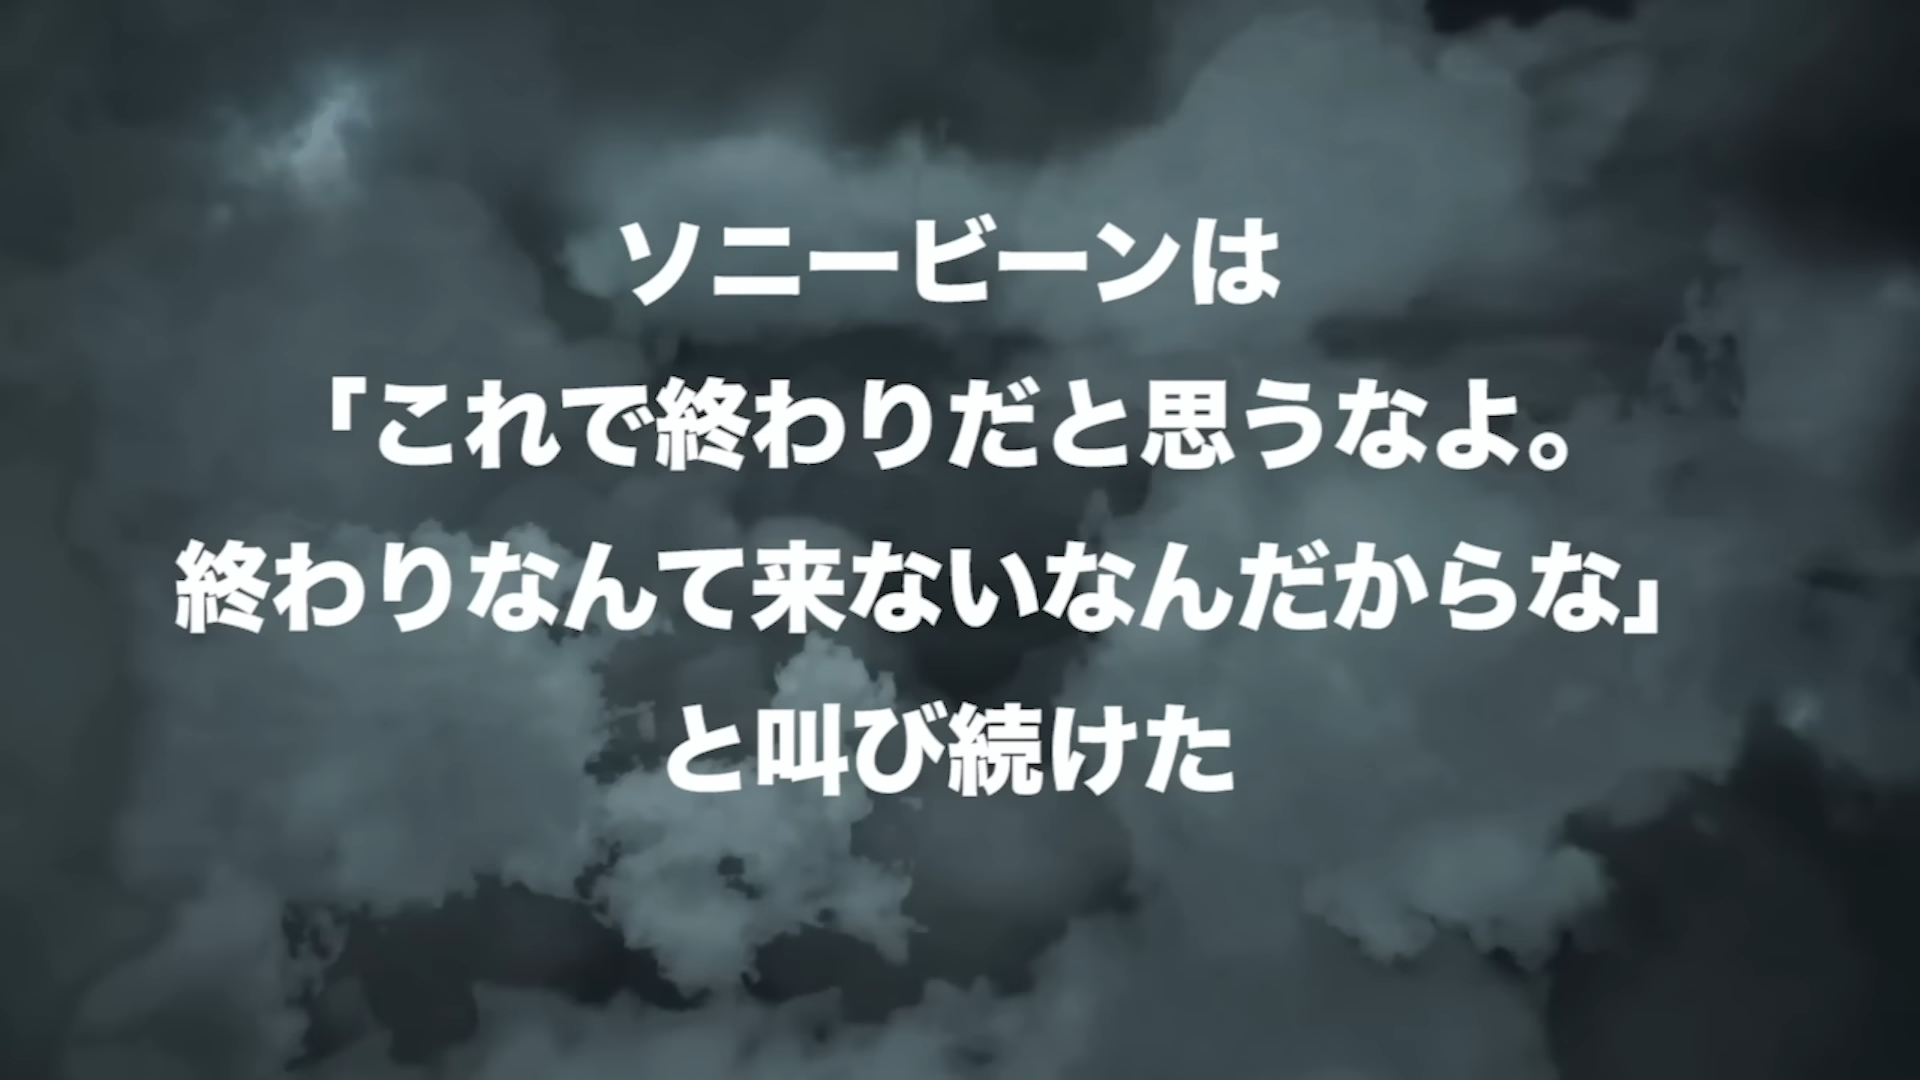 ソニービーンは
「これで終わりだと思うなよ。
終わりなんて来ないなんだからな」
と叫び続けた